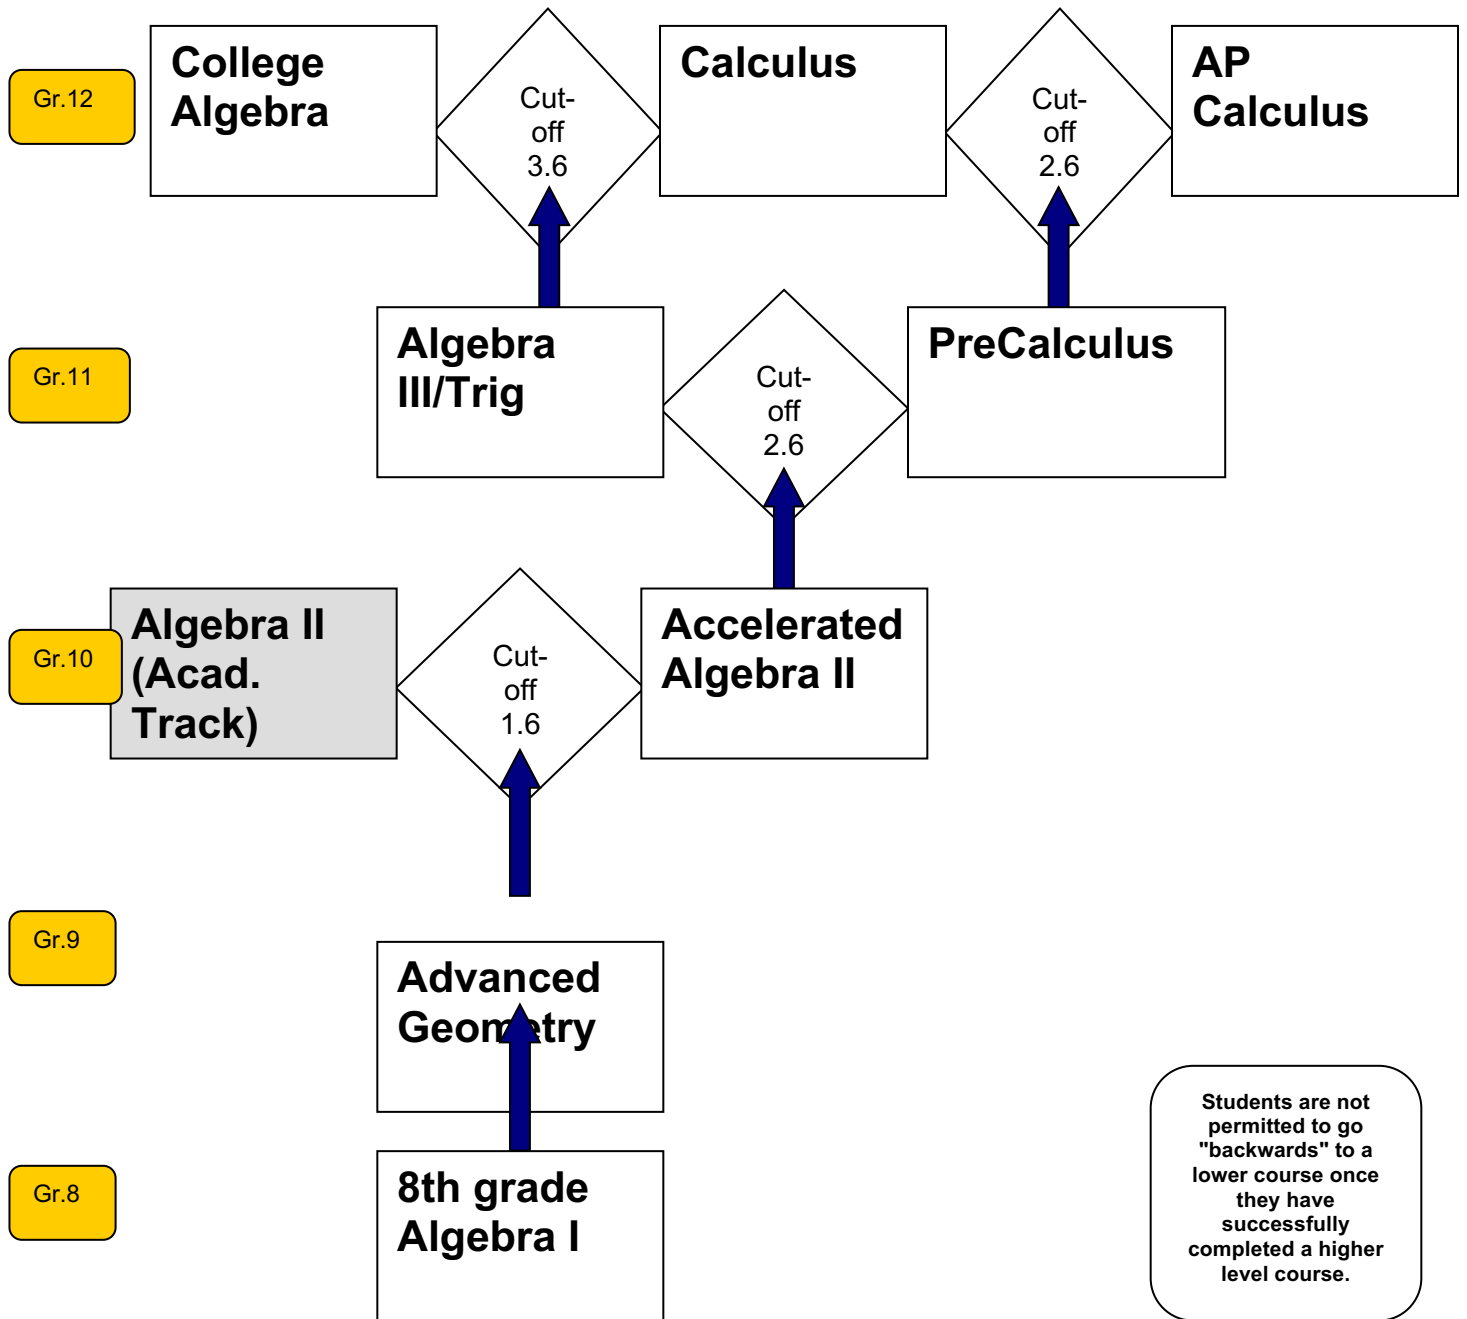 Gr.12
College
Algebra
Cut-
off
3.6
Calculus
Cut-
off
2.6
AP
Calculus
Gr.11
Algebra
III/Trig
Cut-
off
2.6
PreCalculus
Gr.10
Algebra II
(Acad.
Track)
Cut-
off
1.6
Accelerated
Algebra II
Gr.9
Advanced
Geometry
Gr.8
8th grade
Algebra I
Students are not
permitted to go
"backwards" to a
lower course once
they have
successfully
completed a higher
level course.